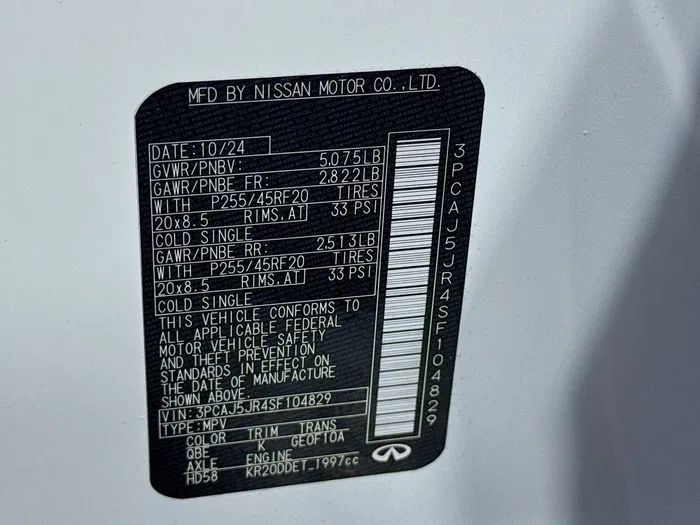 MFD BY NISSAN MOTOR CO.,LTD.
DATE:10/24
GVWR/PNBV: 5,075LB
GAWR/PNBE FR: 2,822LB
WITH P255/45RF20 TIRES
20x8.5 RIMS,AT 33 PSI
COLD SINGLE
GAWR/PNBE RR: 2,513LB
WITH P255/45RF20 TIRES
20x8.5 RIMS,AT 33 PSI
COLD SINGLE
THIS VEHICLE CONFORMS TO
ALL APPLICABLE FEDERAL
MOTOR VEHICLE SAFETY
AND THEFT PREVENTION
STANDARDS IN EFFECT ON
THE DATE OF MANUFACTURE
SHOWN ABOVE.
VIN: 3PCAJ5JR4SF104829
TYPE: MPV
COLOR TRIM TRANS
QBE K GE0F10A
AXLE ENGINE
HD58 KR20DDET_1997cc
3PCAJ5JR4SF104829